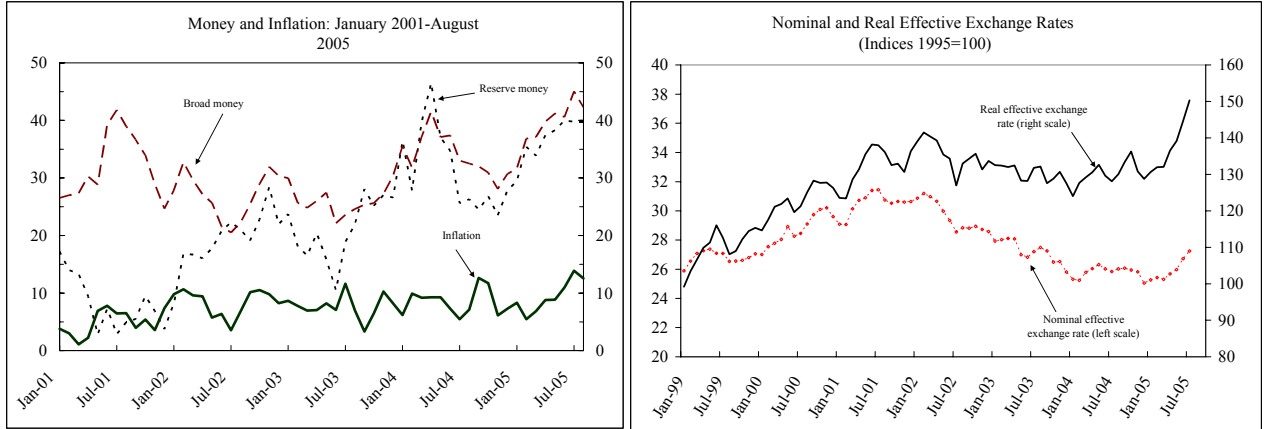 Money and Inflation: January 2001-August
2005
50
40
30
20
10
0
50
40
30
20
10
0
Broad money
Reserve money
Inflation
Jan-01
Jul-01
Jan-02
Jul-02
Jan-03
Jul-03
Jan-04
Jul-04
Jan-05
Jul-05
Nominal and Real Effective Exchange Rates
(Indices 1995=100)
40
38
36
34
32
30
28
26
24
22
20
160
150
140
130
120
110
100
90
80
Real effective exchange
rate (right scale)
Nominal effective
exchange rate (left scale)
Jan-99
Jul-99
Jan-00
Jul-00
Jan-01
Jul-01
Jan-02
Jul-02
Jan-03
Jul-03
Jan-04
Jul-04
Jan-05
Jul-05